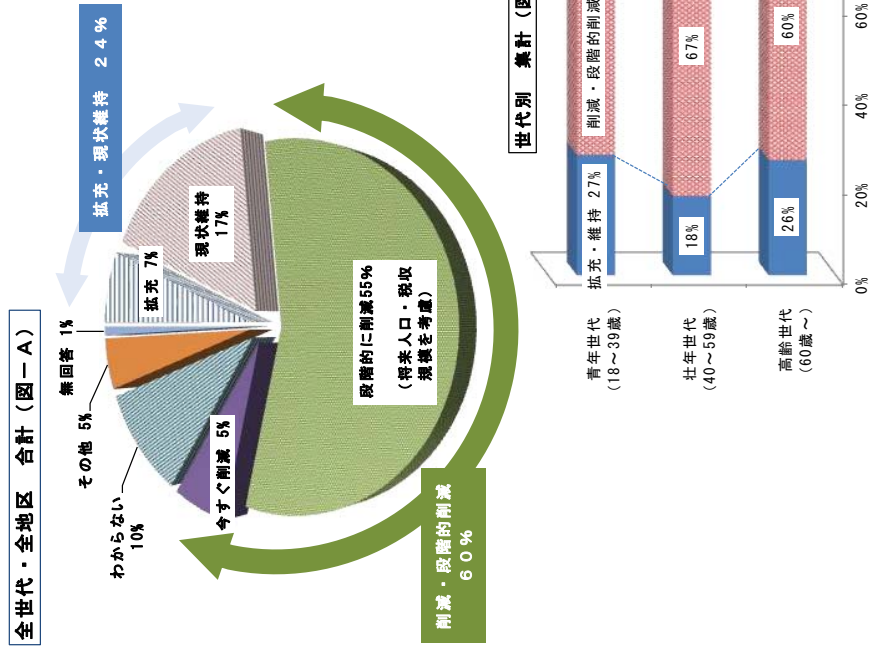 全世代・全地区 合計(図－A)
無回答 1%
その他 5%
わからない
10%
今すぐ削減 5%
拡充 7%
現状維持
17%
段階的に削減55%
(将来人口・税収
規模を考慮)
拡充・現状維持 24%
削減・段階的削減
60%
世代別 集計(図
青年世代
(18～39歳)
拡充・維持 27%
削減・段階的削減
壮年世代
(40～59歳)
18%
67%
高齢世代
(60歳～)
26%
60%
0%
20%
40%
60%